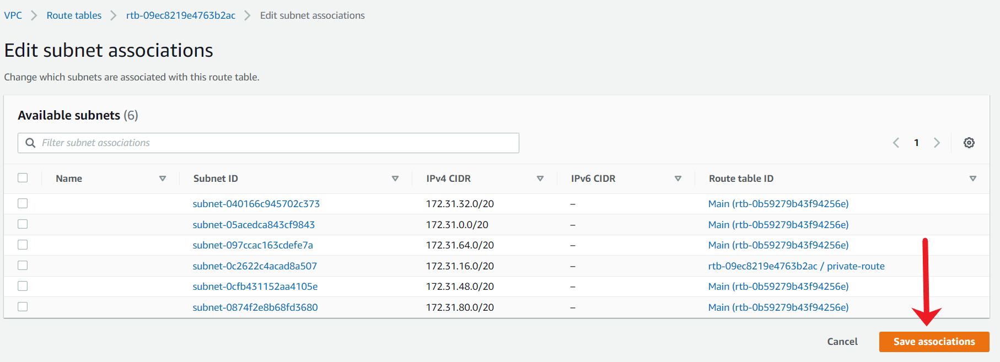 VPC > Route tables > rtb-09ec8219e4763b2ac > Edit subnet associations
Edit subnet associations
Change which subnets are associated with this route table.
Available subnets (6)
Filter subnet associations
1
Name Subnet ID IPv4 CIDR IPv6 CIDR Route table ID
subnet-040166c945702c373 172.31.32.0/20 – Main (rtb-0b59279b43f94256e)
subnet-05acedca843cf9843 172.31.0.0/20 – Main (rtb-0b59279b43f94256e)
subnet-097ccac163cdefe7a 172.31.64.0/20 – Main (rtb-0b59279b43f94256e)
subnet-0c2622c4acad8a507 172.31.16.0/20 – rtb-09ec8219e4763b2ac / private-route
subnet-0cfb431152aa4105e 172.31.48.0/20 – Main (rtb-0b59279b43f94256e)
subnet-0874f2e8b68fd3680 172.31.80.0/20 – Main (rtb-0b59279b43f94256e)
Cancel Save associations